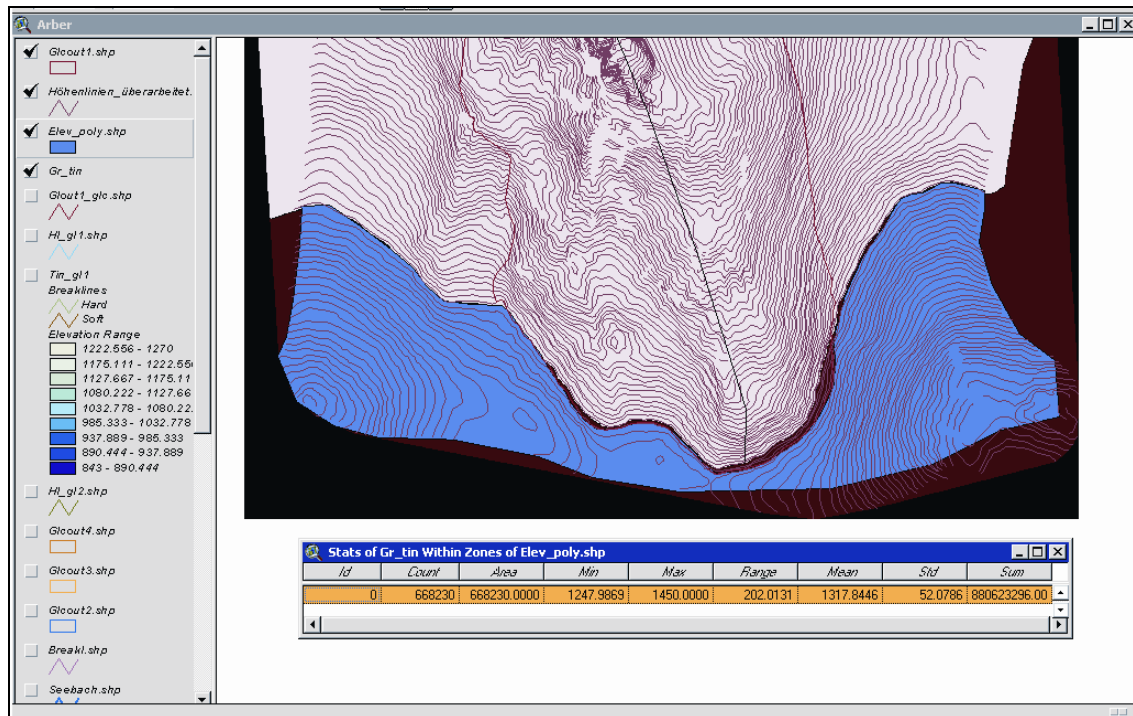 Arber
Glcout1.shp
Höhenlinien_überarbeitet.
Elev_poly.shp
Gr_tin
Glout1_glc.shp
Hl_gl1.shp
Tin_gl1
Breaklines
Hard
Soft
Elevation Range
1222.556 - 1270
1175.111 - 1222.55
1127.667 - 1175.11
1080.222 - 1127.66
1032.778 - 1080.22
985.333 - 1032.778
937.889 - 985.333
890.444 - 937.889
843 - 890.444
Hl_gl2.shp
Glcout4.shp
Glcout3.shp
Glcout2.shp
Breakl.shp
Seebach.shp
Stats of Gr_tin Within Zones of Elev_poly.shp
Id Count Area Min Max Range Mean Std Sum
0 668230 668230.0000 1247.9869 1450.0000 202.0131 1317.8446 52.0786 880623296.00